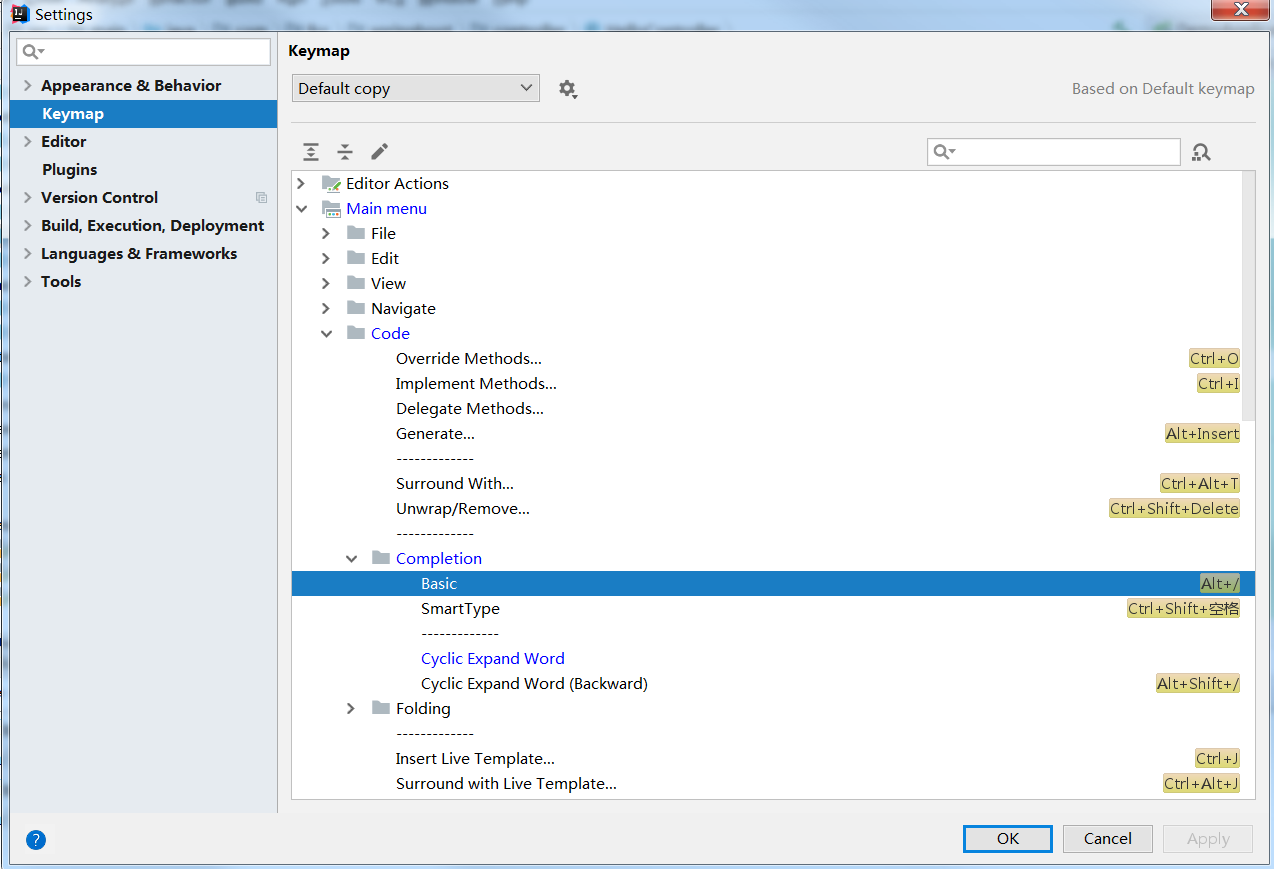 Settings
Appearance & Behavior
Keymap
Editor
Plugins
Version Control
Build, Execution, Deployment
Languages & Frameworks
Tools
Keymap
Default copy
Based on Default keymap
Editor Actions
Main menu
File
Edit
View
Navigate
Code
Override Methods... Ctrl+O
Implement Methods... Ctrl+I
Delegate Methods...
Generate... Alt+Insert
-------------
Surround With... Ctrl+Alt+T
Unwrap/Remove... Ctrl+Shift+Delete
-------------
Completion
Basic Alt+/
SmartType Ctrl+Shift+空格
-------------
Cyclic Expand Word
Cyclic Expand Word (Backward) Alt+Shift+/
Folding
-------------
Insert Live Template... Ctrl+J
Surround with Live Template... Ctrl+Alt+J
?
OK Cancel Apply